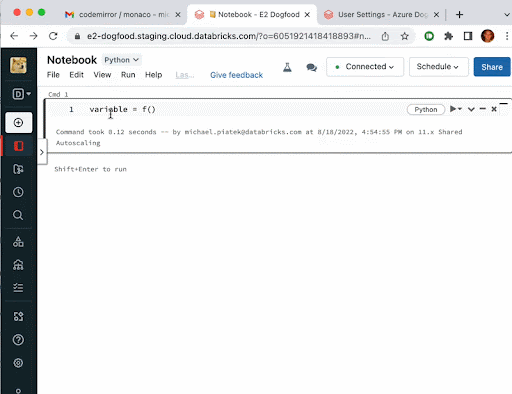 codemirror / monaco - mic
Notebook - E2 Dogfood
User Settings - Azure Dog
e2-dogfood.staging.cloud.databricks.com/?o=6051921418418893#n...
Notebook Python
File Edit View Run Help Las... Give feedback
Connected
Schedule
Share
D
Cmd 1
1 variable = f()
Python
Command took 0.12 seconds -- by michael.piatek@databricks.com at 8/18/2022, 4:54:55 PM on 11.x Shared
Autoscaling
Shift+Enter to run